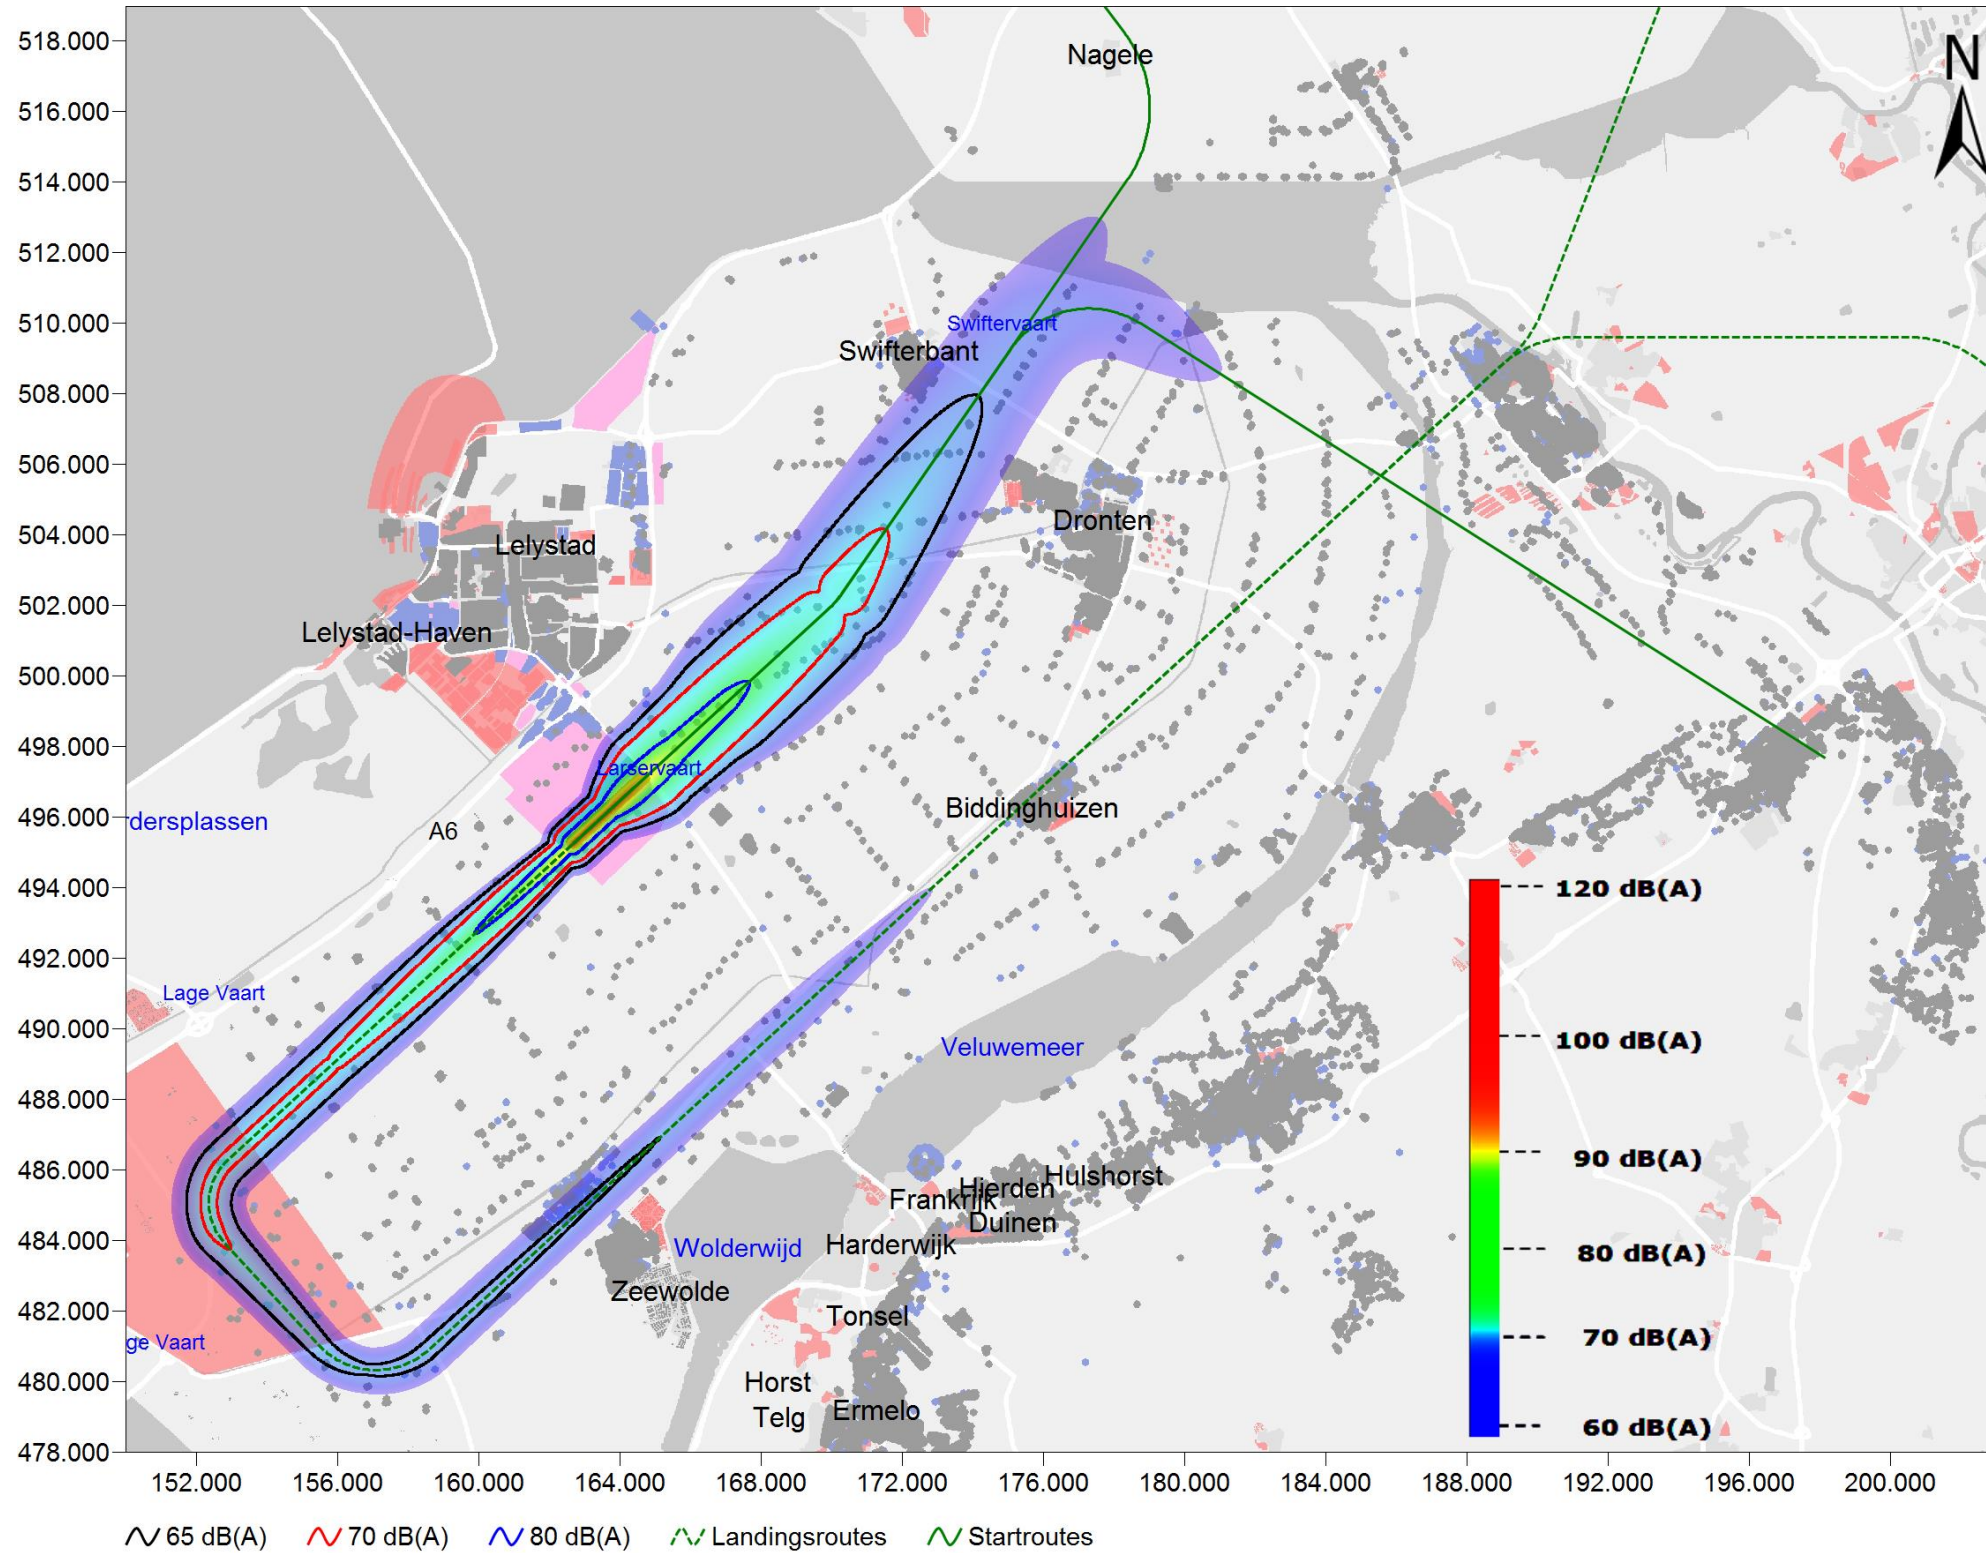 518.000
Nagele
N
516.000
514.000
512.000
510.000
Swiftervaart
Swifterbant
508.000
506.000
504.000
Dronten
Lelystad
502.000
Lelystad-Haven
500.000
498.000
Larservaart
496.000
dersplassen
A6
Biddinghuizen
494.000
120 dB(A)
492.000
Lage Vaart
490.000
Veluwemeer
100 dB(A)
488.000
90 dB(A)
486.000
Hierden
Hulshorst
Frankrijk
Duinen
484.000
Wolderwijd
Harderwijk
80 dB(A)
Zeewolde
482.000
Tonsel
ge Vaart
70 dB(A)
480.000
Horst
Telg
Ermelo
60 dB(A)
478.000
152.000 156.000 160.000 164.000 168.000 172.000 176.000 180.000 184.000 188.000 192.000 196.000 200.000
65 dB(A) 70 dB(A) 80 dB(A) Landingsroutes Startroutes